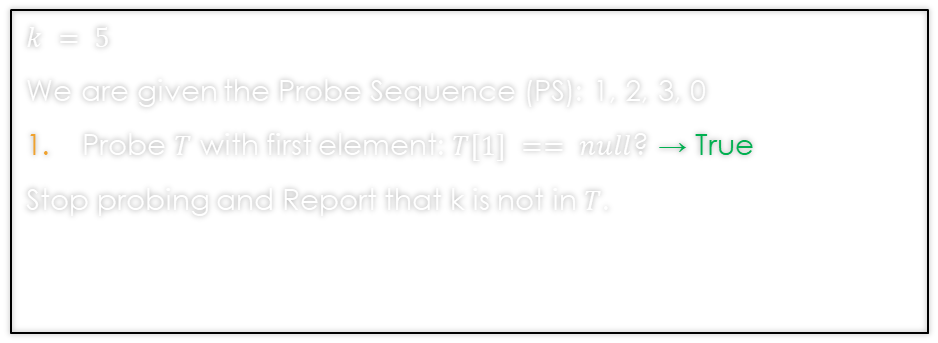 k = 5
We are given the Probe Sequence (PS): 1, 2, 3, 0
1. Probe T with first element: T[1] == null? → True
Stop probing and Report that k is not in T.